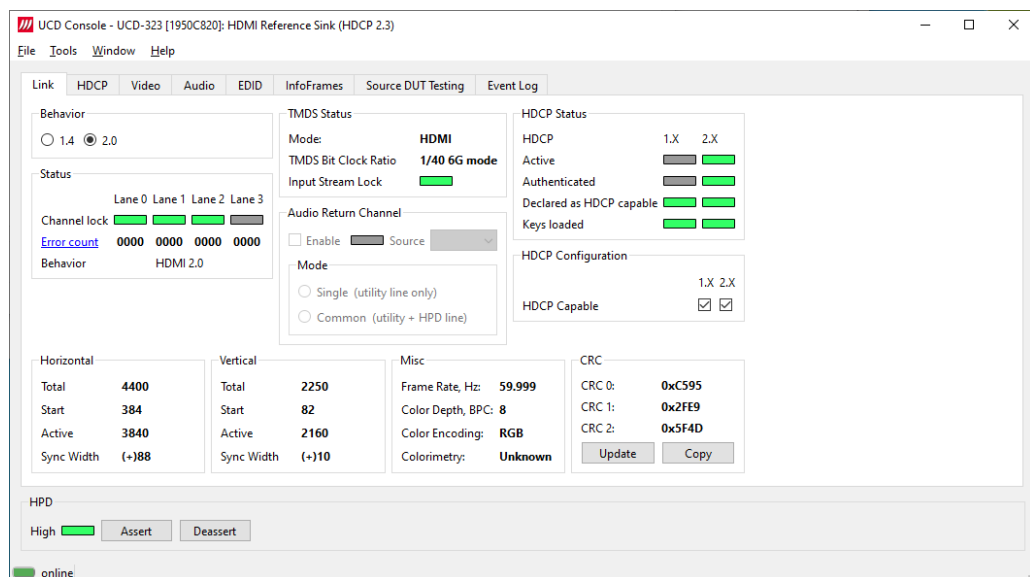 UCD Console - UCD-323 [1950C820]: HDMI Reference Sink (HDCP 2.3)
File Tools Window Help
Link HDCP Video Audio EDID InfoFrames Source DUT Testing Event Log
Behavior
1.4 2.0
Status
Lane 0 Lane 1 Lane 2 Lane 3
Channel lock
Error count 0000 0000 0000 0000
Behavior HDMI 2.0
TMDS Status
Mode: HDMI
TMDS Bit Clock Ratio 1/40 6G mode
Input Stream Lock
Audio Return Channel
Enable Source
Mode
Single (utility line only)
Common (utility + HPD line)
HDCP Status
HDCP 1.X 2.X
Active
Authenticated
Declared as HDCP capable
Keys loaded
HDCP Configuration
1.X 2.X
HDCP Capable
Horizontal
Total 4400
Start 384
Active 3840
Sync Width (+)88
Vertical
Total 2250
Start 82
Active 2160
Sync Width (+)10
Misc
Frame Rate, Hz: 59.999
Color Depth, BPC: 8
Color Encoding: RGB
Colorimetry: Unknown
CRC
CRC 0: 0xC595
CRC 1: 0x2FE9
CRC 2: 0x5F4D
Update Copy
HPD
High Assert Deassert
online